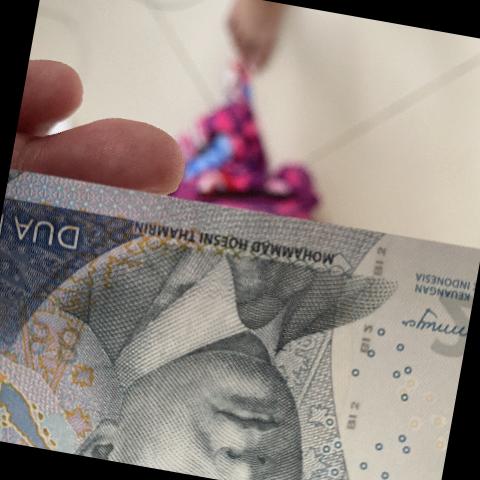 DUA
MOHAMMAD HOESNI THAMRIN
KEUANGAN
INDONESIA
BI 2
BI 2
BI 2